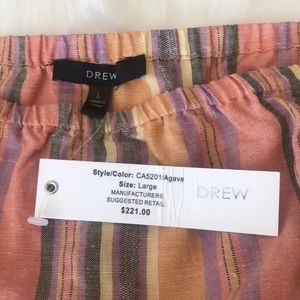 DREW
L
Style/Color: CA5201/Agave
Size: Large
MANUFACTURERS
SUGGESTED RETAIL:
$221.00
DREW